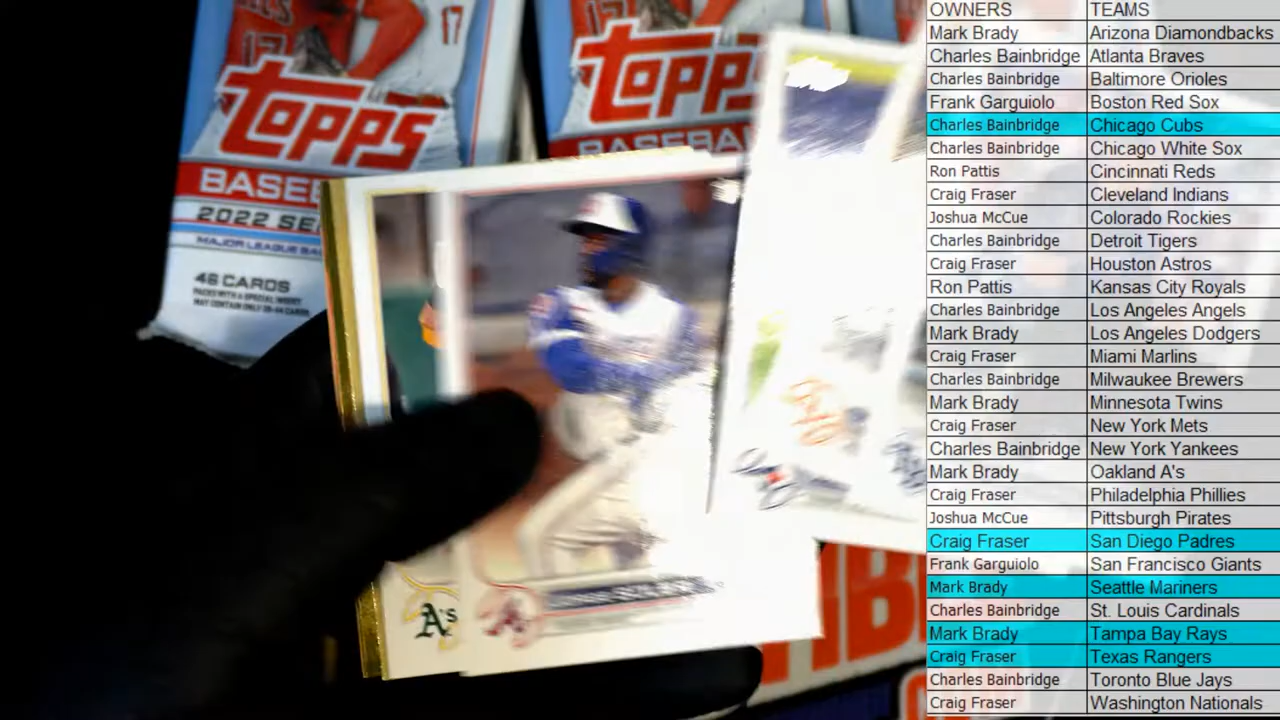 17
17
17
TOPPS
TOPPS
BASEBA
BASEB
2022 SE
MAJOR LEAGUE BA
46 CARDS
A's
A
OWNERS TEAMS
Mark Brady Arizona Diamondbacks
Charles Bainbridge Atlanta Braves
Charles Bainbridge Baltimore Orioles
Frank Garguiolo Boston Red Sox
Charles Bainbridge Chicago Cubs
Charles Bainbridge Chicago White Sox
Ron Pattis Cincinnati Reds
Craig Fraser Cleveland Indians
Joshua McCue Colorado Rockies
Charles Bainbridge Detroit Tigers
Craig Fraser Houston Astros
Ron Pattis Kansas City Royals
Charles Bainbridge Los Angeles Angels
Mark Brady Los Angeles Dodgers
Craig Fraser Miami Marlins
Charles Bainbridge Milwaukee Brewers
Mark Brady Minnesota Twins
Craig Fraser New York Mets
Charles Bainbridge New York Yankees
Mark Brady Oakland A's
Craig Fraser Philadelphia Phillies
Joshua McCue Pittsburgh Pirates
Craig Fraser San Diego Padres
Frank Garguiolo San Francisco Giants
Mark Brady Seattle Mariners
Charles Bainbridge St. Louis Cardinals
Mark Brady Tampa Bay Rays
Craig Fraser Texas Rangers
Charles Bainbridge Toronto Blue Jays
Craig Fraser Washington Nationals